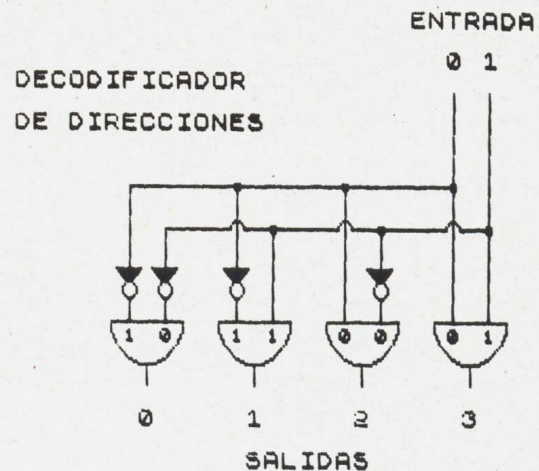 ENTRADA
0 1
DECODIFICADOR
DE DIRECCIONES
1 0 1 1 0 0 0 1
0 1 2 3
SALIDAS